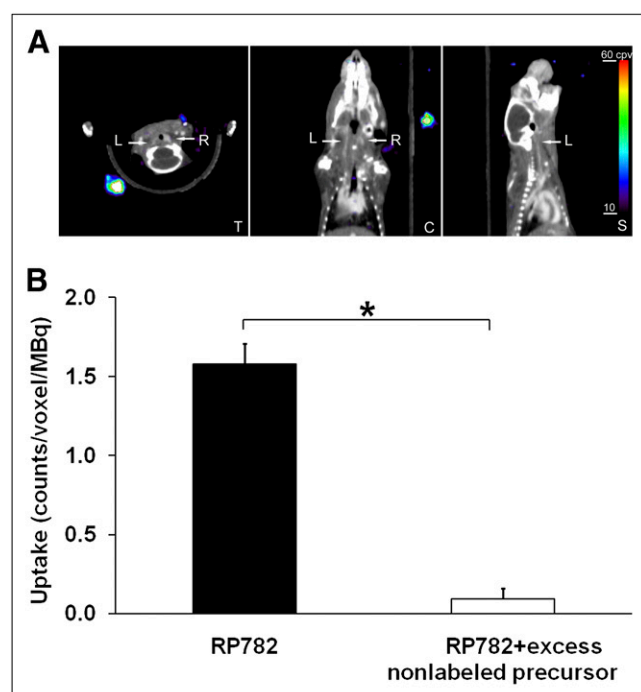 A
60 cpv
L
R
L
R
L
10
T
C
S
B
2.0
*
1.5
1.0
0.5
0.0
Uptake (counts/voxel/MBq)
RP782
RP782+excess
nonlabeled precursor